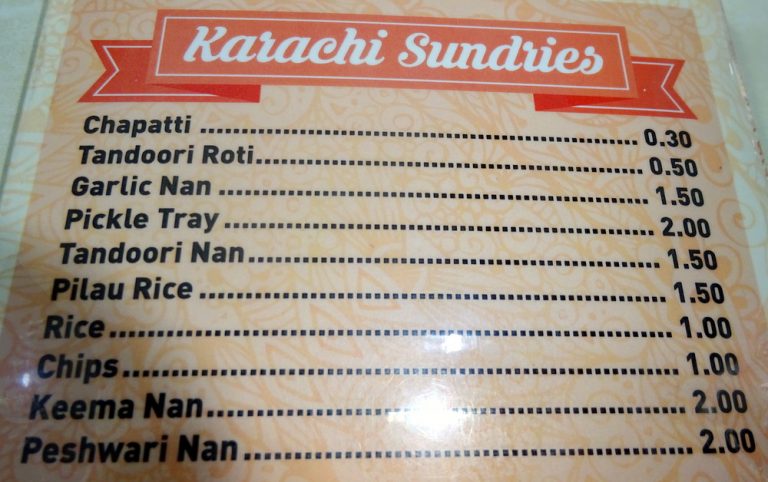 Karachi Sundries
Chapatti ........................................................ 0.30
Tandoori Roti.................................................. 0.50
Garlic Nan ...................................................... 1.50
Pickle Tray ...................................................... 2.00
Tandoori Nan................................................... 1.50
Pilau Rice ........................................................ 1.50
Rice................................................................... 1.00
Chips................................................................. 1.00
Keema Nan....................................................... 2.00
Peshwari Nan .................................................. 2.00